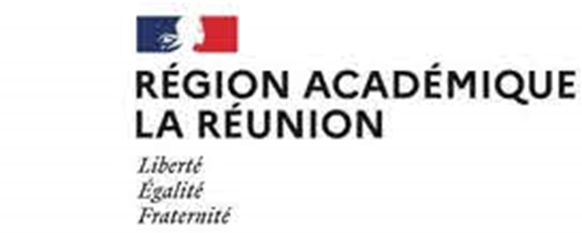 RÉGION ACADÉMIQUE
LA RÉUNION
Liberté
Égalité
Fraternité